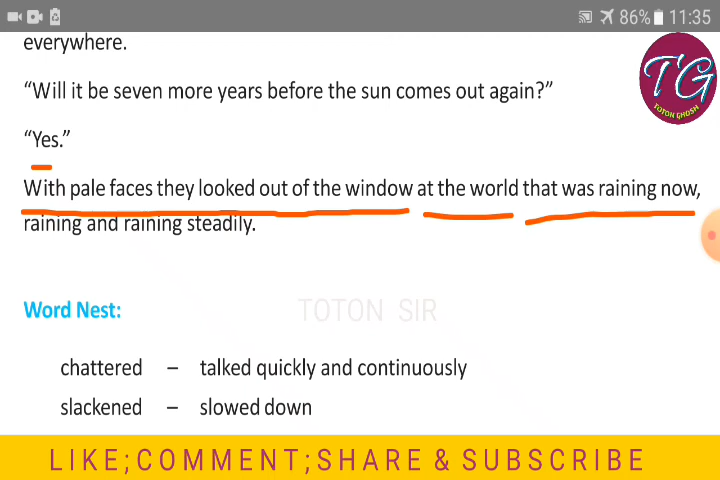 86% 11:35
everywhere.
T'G
TOTON GHOSH
“Will it be seven more years before the sun comes out again?”
“Yes.”
With pale faces they looked out of the window at the world that was raining now,
raining and raining steadily.
TOTON SIR
Word Nest:
chattered – talked quickly and continuously
slackened – slowed down
LIKE;COMMENT;SHARE & SUBSCRIBE